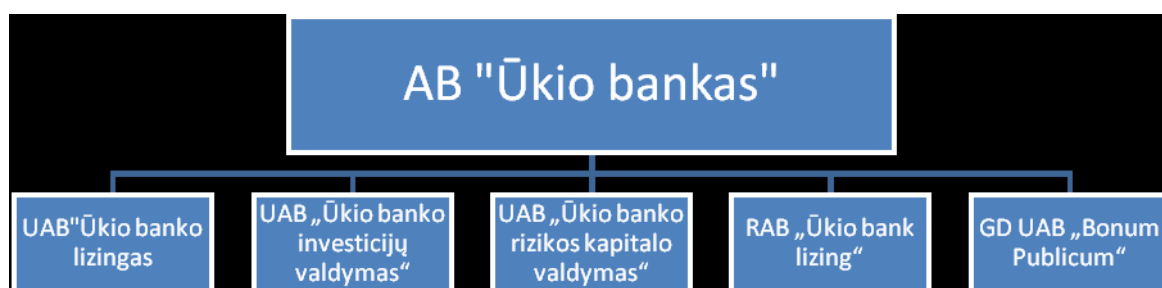 AB "Ūkio bankas"
UAB"Ūkio banko
lizingas
UAB „Ūkio banko
investicijų
valdymas“
UAB „Ūkio banko
rizikos kapitalo
valdymas“
RAB „Ūkio bank
lizing“
GD UAB „Bonum
Publicum“